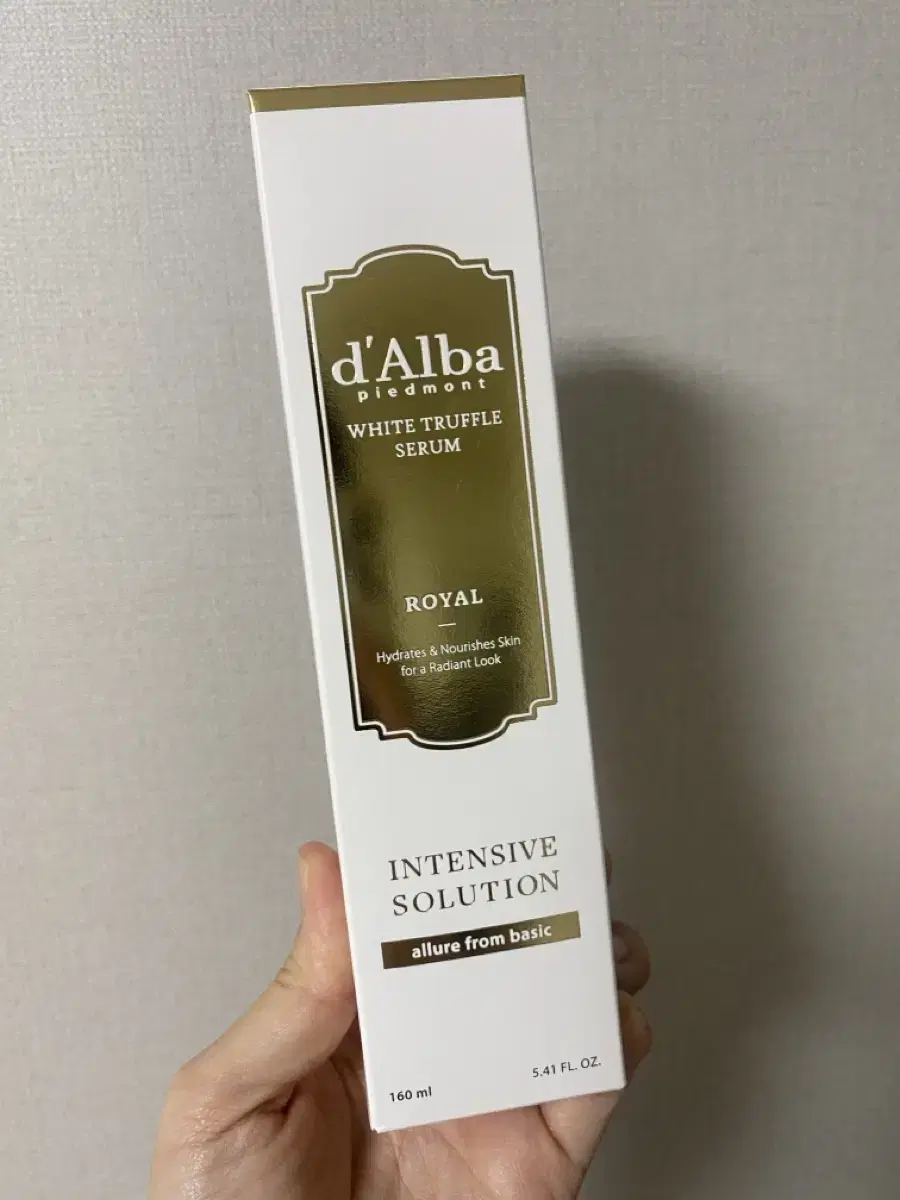 d'Alba
piedmont
WHITE TRUFFLE
SERUM
ROYAL
Hydrates & Nourishes Skin
for a Radiant Look
INTENSIVE
SOLUTION
allure from basic
160 ml
5.41 FL. OZ.